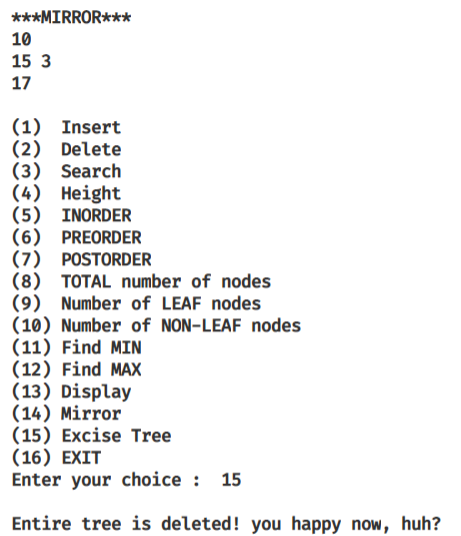 ***MIRROR***
10
15 3
17
(1) Insert
(2) Delete
(3) Search
(4) Height
(5) INORDER
(6) PREORDER
(7) POSTORDER
(8) TOTAL number of nodes
(9) Number of LEAF nodes
(10) Number of NON-LEAF nodes
(11) Find MIN
(12) Find MAX
(13) Display
(14) Mirror
(15) Excise Tree
(16) EXIT
Enter your choice : 15
Entire tree is deleted! you happy now, huh?